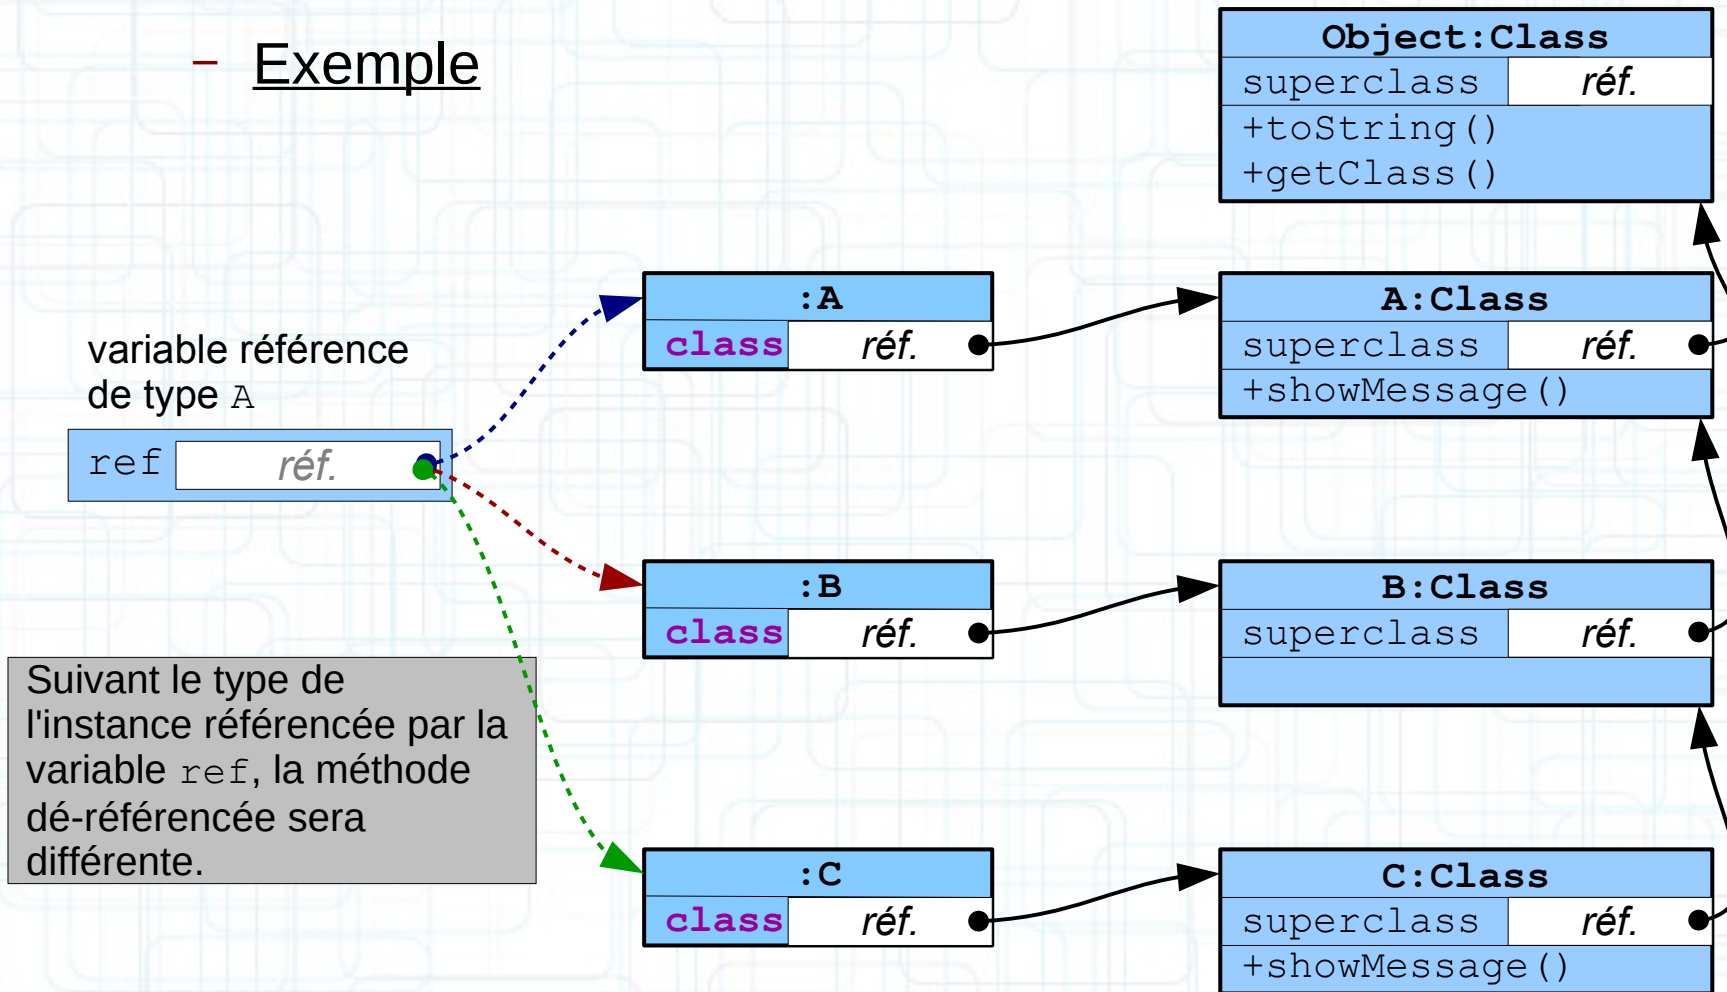 – Exemple
Object:Class
superclass réf.
+toString()
+getClass()
variable référence
de type A
ref réf.
:A
class réf.
A:Class
superclass réf.
+showMessage()
:B
class réf.
B:Class
superclass réf.
Suivant le type de
l'instance référencée par la
variable ref, la méthode
dé-référencée sera
différente.
:C
class réf.
C:Class
superclass réf.
+showMessage()